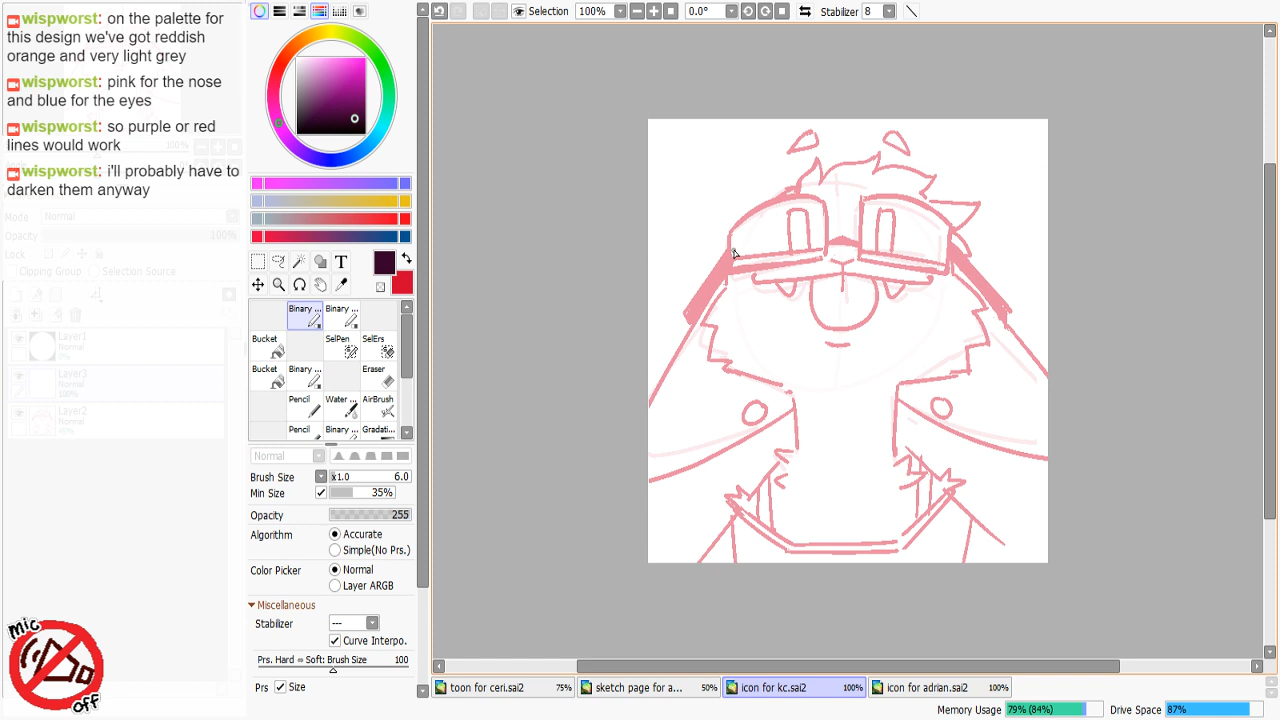 wispworst: on the palette for
this design we've got reddish
orange and very light grey
wispworst: pink for the nose
and blue for the eyes
wispworst: so purple or red
lines would work
wispworst: i'll probably have to
darken them anyway
Selection 100% 0.0° Stabilizer 8
100%
Mode Normal
Opacity 100%
Lock
Clipping Group Selection Source
Layer1
Normal
0%
Layer3
Normal
100%
Layer2
Normal
T
Binary ... Binary ...
Bucket SelPen SelErs
Bucket Binary ... Eraser
Pencil Water ... AirBrush
Pencil Binary ... Gradati...
Normal
Brush Size x1.0 6.0
Min Size 35%
Opacity 255
Algorithm Accurate
Simple(No Prs.)
Color Picker Normal
Layer ARGB
Miscellaneous
Stabilizer ---
Curve Interpo.
Prs. Hard ⇔ Soft: Brush Size 100
Prs Size
mic
off
toon for ceri.sai2 75% sketch page for a... 50% icon for kc.sai2 100% icon for adrian.sai2 100%
Memory Usage 79% (84%) Drive Space 87%